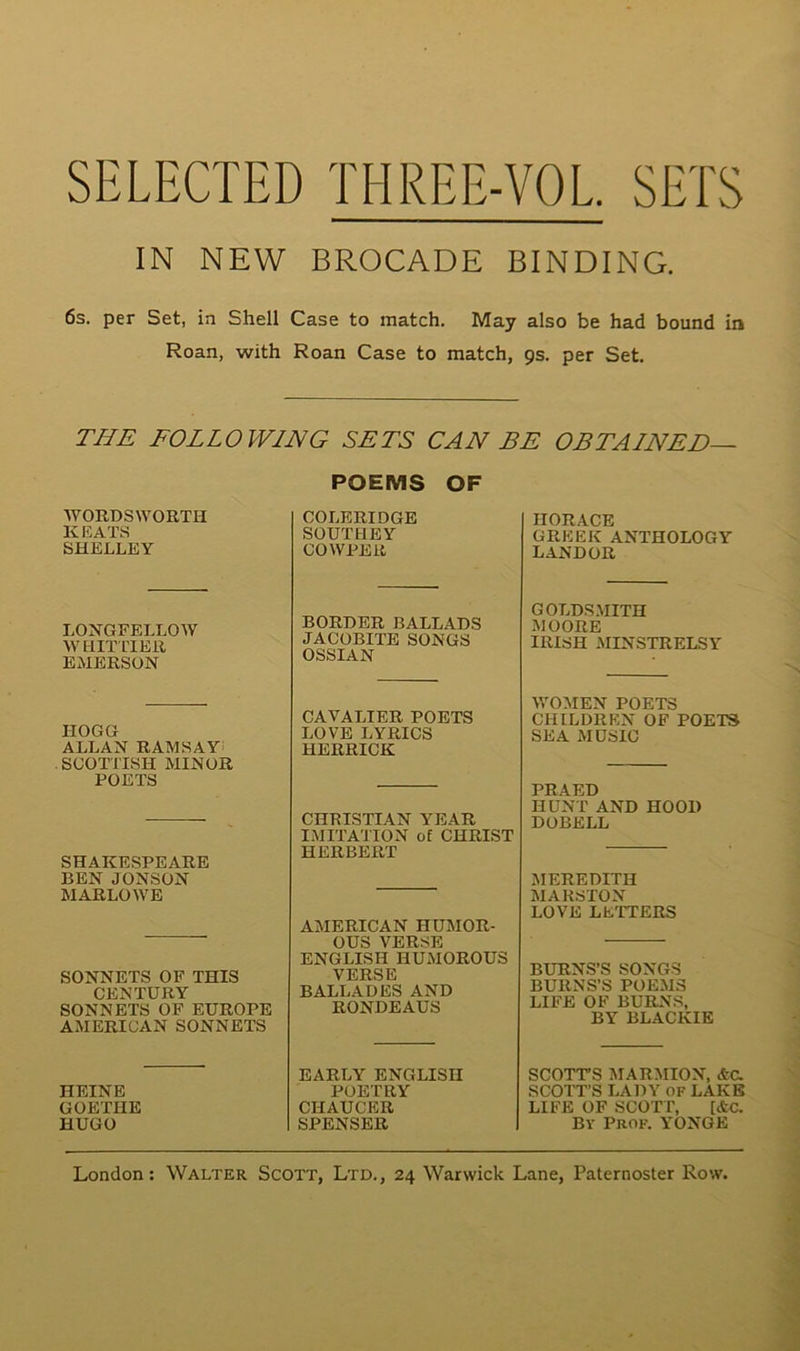 SELECTED THREE-VOL. SETS
IN NEW BROCADE BINDING.
6s. per Set, in Shell Case to match. May also be had bound in
Roan, with Roan Case to match, 9s. per Set.
THE FOLLOWING SETS CAN BE OBTAINED—
POEMS OF
WORDSWORTH
KEATS
SHELLEY
LONGFELLOW
WHITTIER
EMERSON
HOGG
ALLAN RAMSAY
SCOTTISH MINOR
POETS
SHAKESPEARE
BEN JONSON
MARLOWE
SONNETS OF THIS
CENTURY
SONNETS OF EUROPE
AMERICAN SONNETS
HEINE
GOETHE
HUGO
COLERIDGE
SOUTHEY
COWPER
BORDER BALLADS
JACOBITE SONGS
OSSIAN
CAVALIER POETS
LOVE LYRICS
HERRICK
CHRISTIAN YEAR
IMITATION of CHRIST
HERBERT
AMERICAN HUMOR-
OUS VERSE
ENGLISH HUMOROUS
VERSE
BALLADES AND
RONDEAUS
EARLY ENGLISH
POETRY
CHAUCER
SPENSER
HORACE
GREEK ANTHOLOGY
LANDOR
GOLDSMITH
MOORE
IRISH MINSTRELSY
WOMEN POETS
CHILDREN OF POETS
SEA MUSIC
PRAED
HUNT AND HOOD
DOBELL
MEREDITH
MARSTON
LOVE LETTERS
BURNS'S SONGS
BURNS'S POEMS
LIFE OF BURNS,
BY BLACKIE
SCOTT'S MARMION, &c.
SCOTT'S LADY OF LAKE
LIFE OF SCOTT, [&c.
By PROF. YONGE
London: WALTER SCOTT, LTD., 24 Warwick Lane, Paternoster Row.